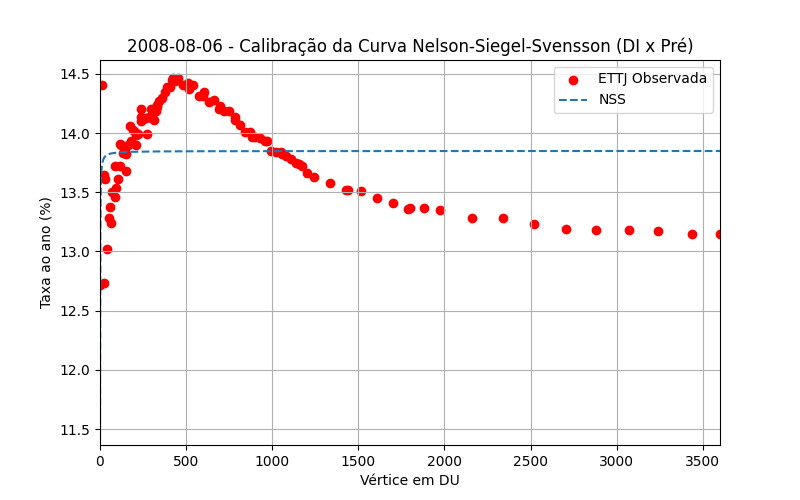 2008-08-06 - Calibração da Curva Nelson-Siegel-Svensson (DI x Pré)
ETTJ Observada
NSS
Taxa ao ano (%)
14.5
14.0
13.5
13.0
12.5
12.0
11.5
0 500 1000 1500 2000 2500 3000 3500
Vértice em DU